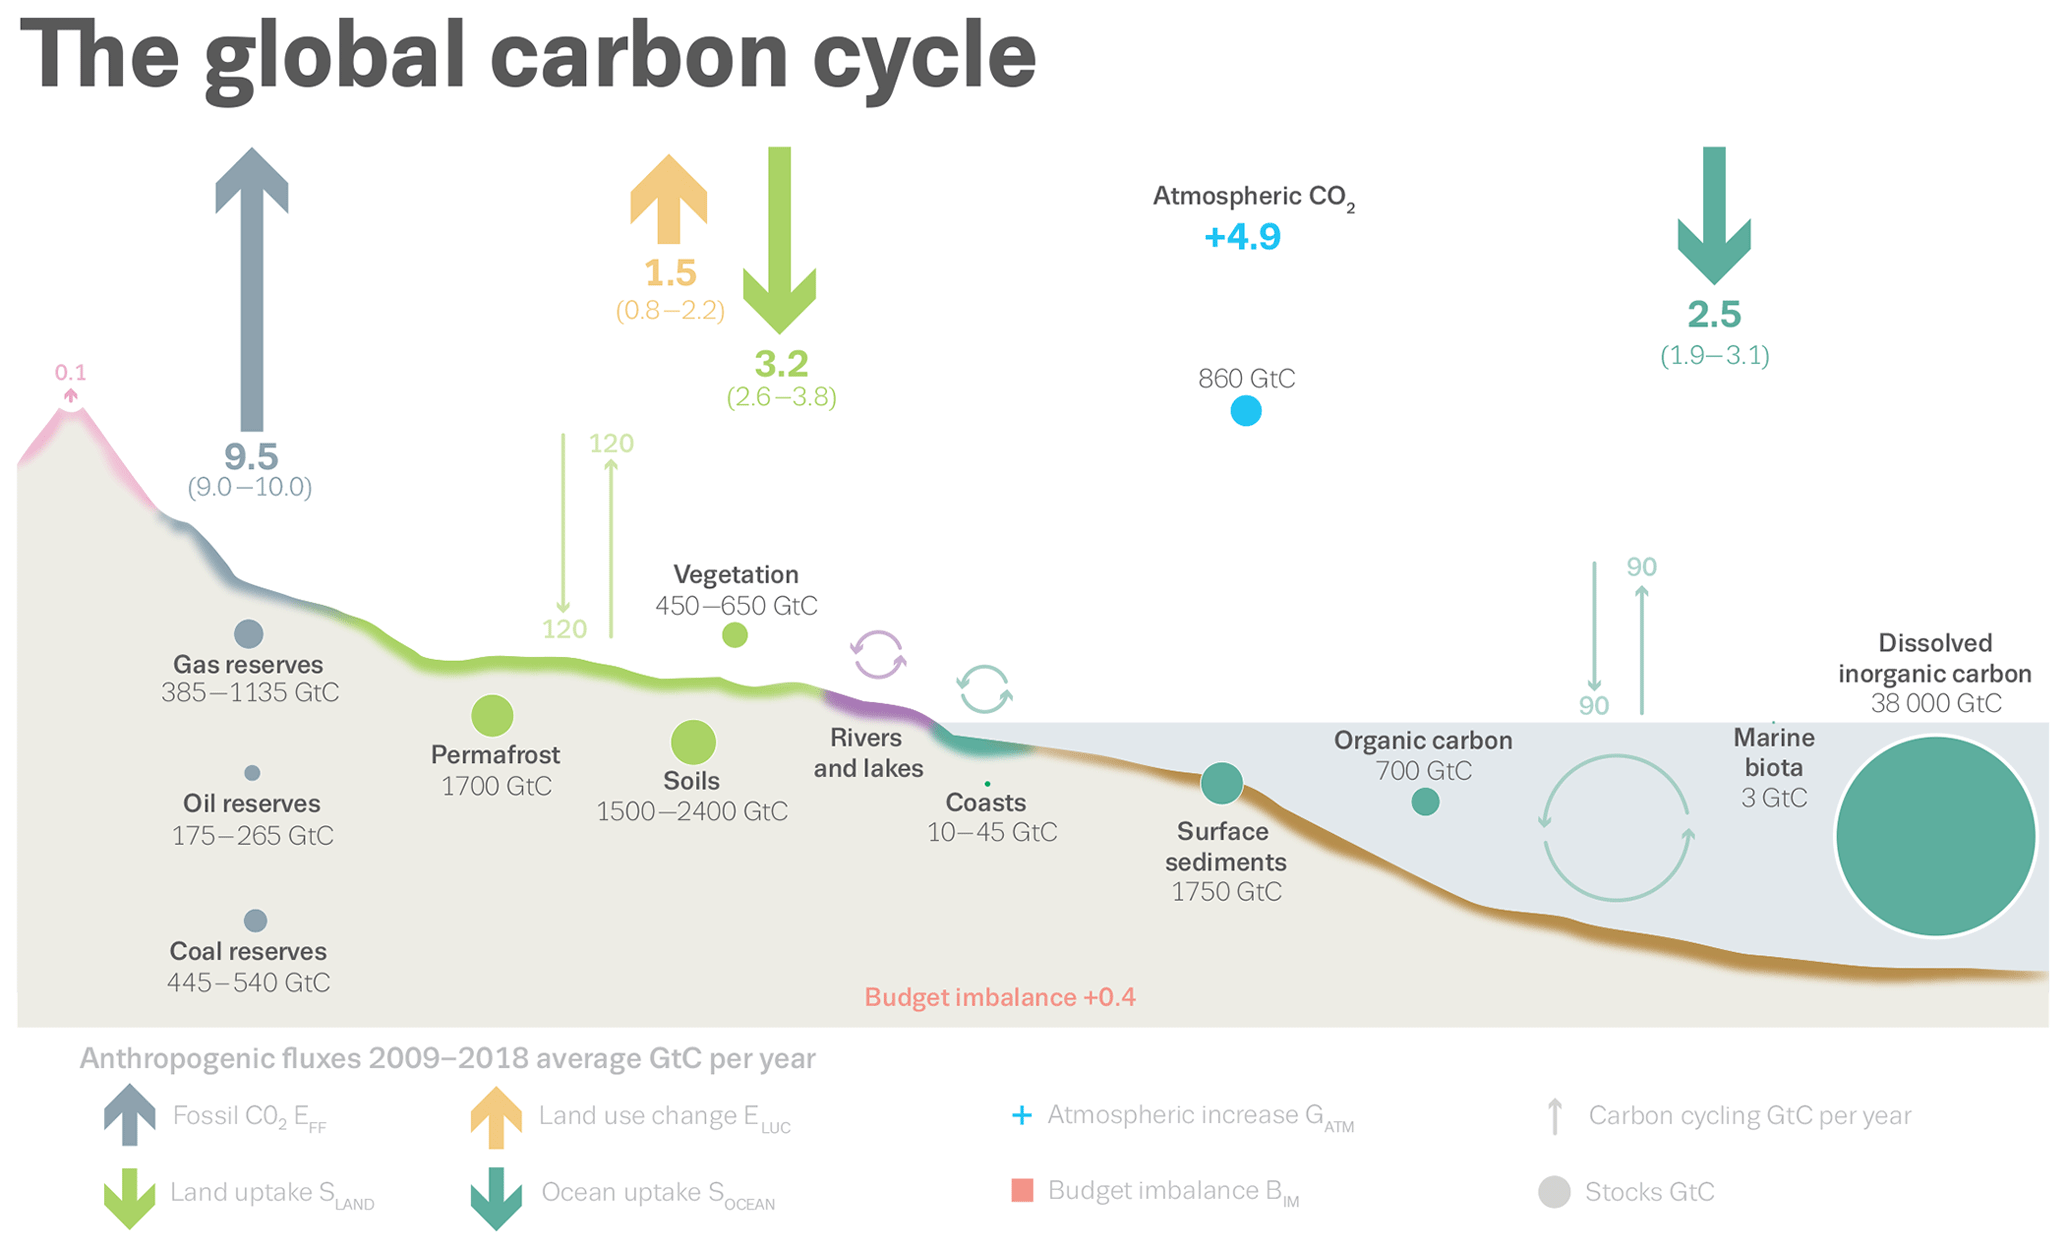 The global carbon cycle
0.1
9.5
(9.0–10.0)
1.5
(0.8–2.2)
3.2
(2.6–3.8)
Atmospheric CO₂
+4.9
860 GtC
2.5
(1.9–3.1)
120
120
Vegetation
450–650 GtC
90
90
Gas reserves
385–1135 GtC
Oil reserves
175–265 GtC
Coal reserves
445–540 GtC
Permafrost
1700 GtC
Soils
1500–2400 GtC
Rivers
and lakes
Coasts
10–45 GtC
Surface
sediments
1750 GtC
Organic carbon
700 GtC
Marine
biota
3 GtC
Dissolved
inorganic carbon
38 000 GtC
Budget imbalance +0.4
Anthropogenic fluxes 2009–2018 average GtC per year
Fossil C0₂ E FF
Land use change E LUC
Atmospheric increase G ATM
Carbon cycling GtC per year
Land uptake S LAND
Ocean uptake S OCEAN
Budget imbalance B IM
Stocks GtC